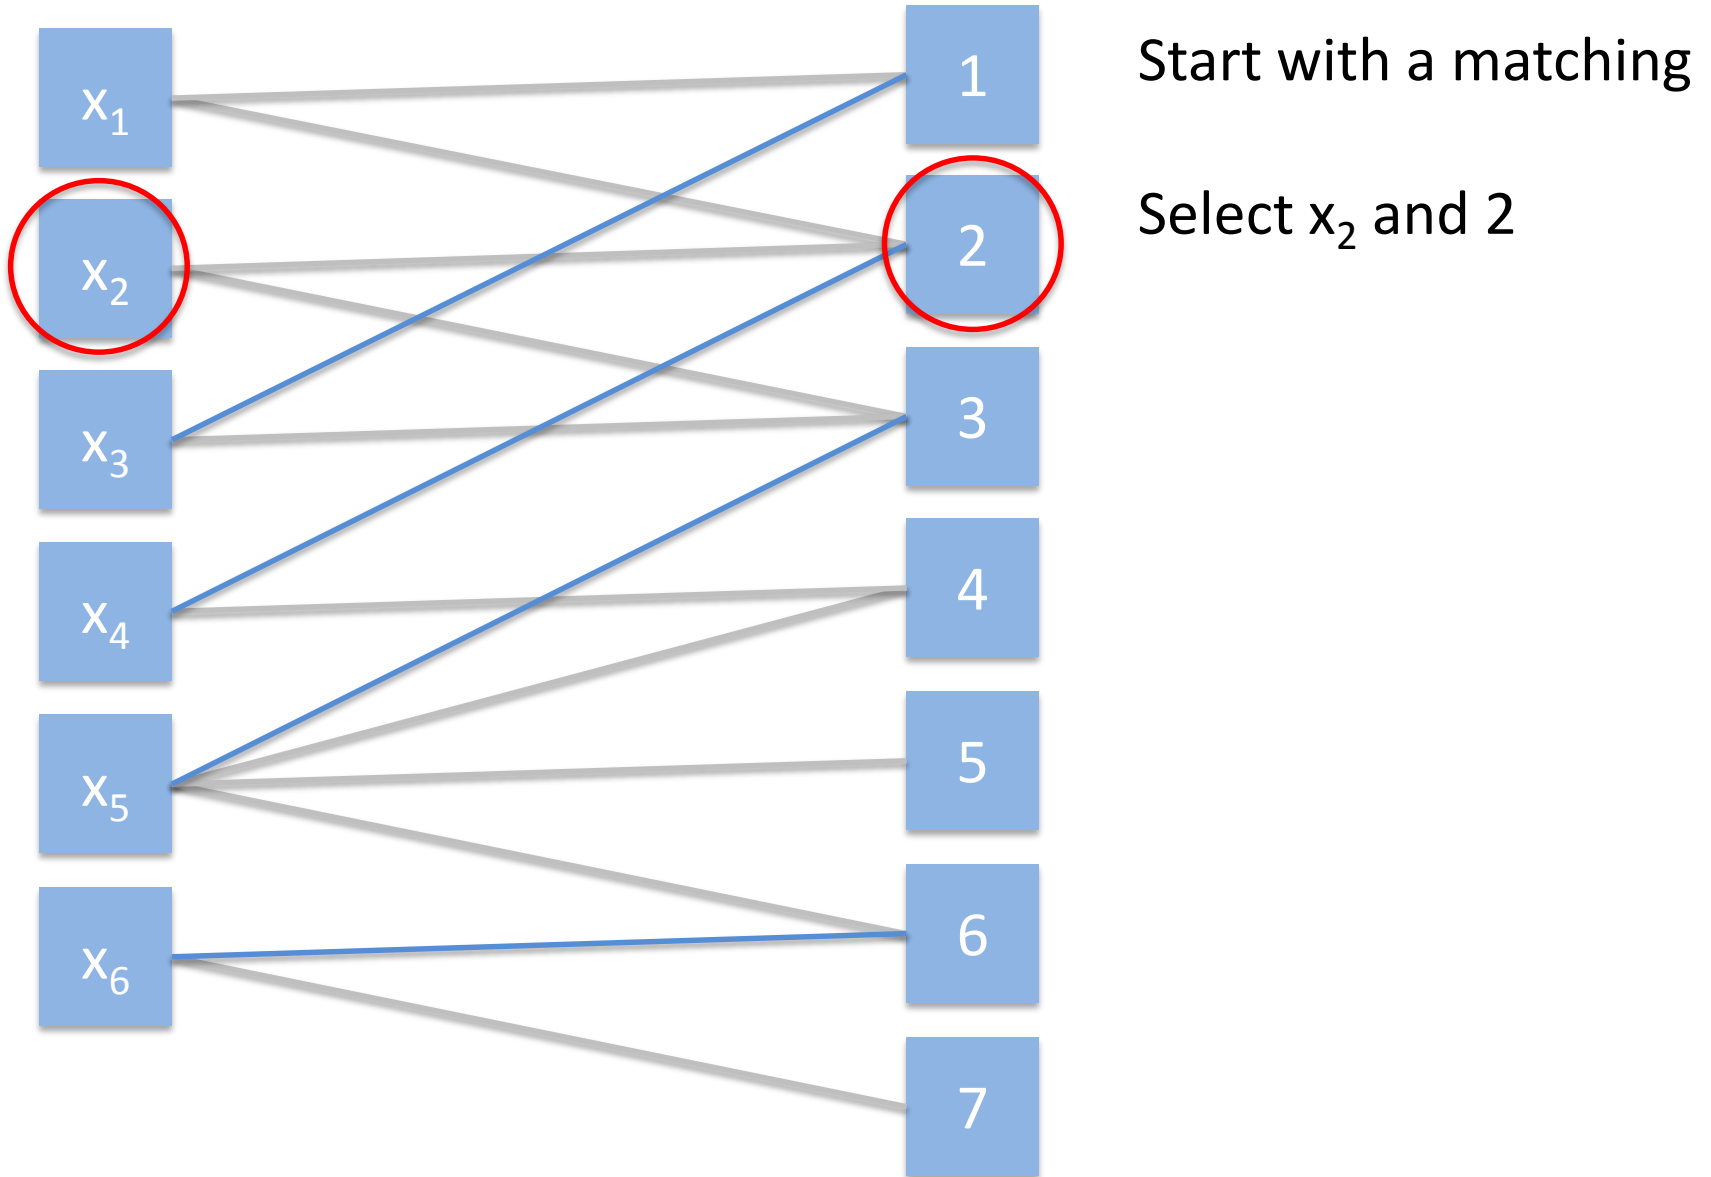 x₁
x₂
x₃
x₄
x₅
x₆
1
2
3
4
5
6
7
Start with a matching
Select x₂ and 2